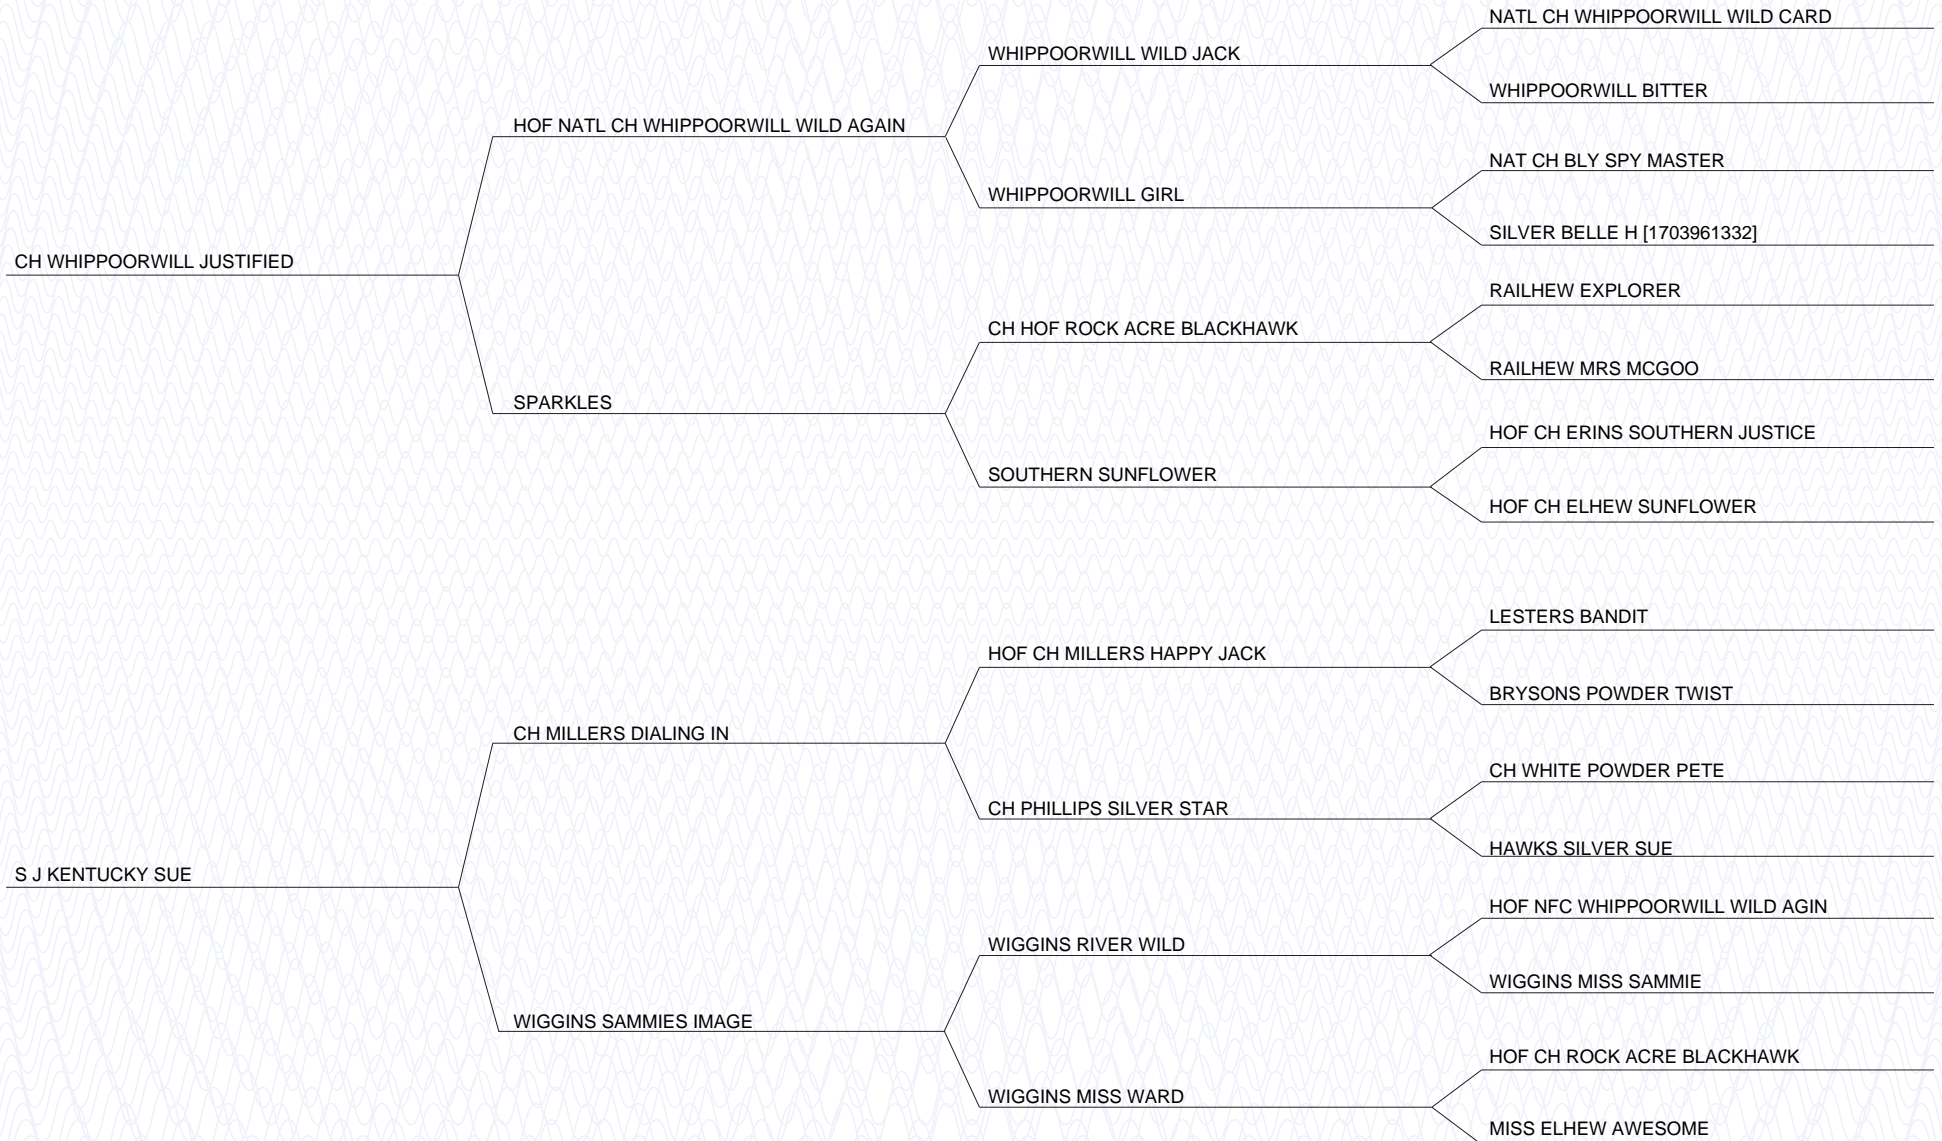 NATL CH WHIPPOORWILL WILD CARD
WHIPPOORWILL WILD JACK
WHIPPOORWILL BITTER
HOF NATL CH WHIPPOORWILL WILD AGAIN
NAT CH BLY SPY MASTER
WHIPPOORWILL GIRL
SILVER BELLE H [1703961332]
CH WHIPPOORWILL JUSTIFIED
RAILHEW EXPLORER
CH HOF ROCK ACRE BLACKHAWK
RAILHEW MRS MCGOO
SPARKLES
HOF CH ERINS SOUTHERN JUSTICE
SOUTHERN SUNFLOWER
HOF CH ELHEW SUNFLOWER
LESTERS BANDIT
HOF CH MILLERS HAPPY JACK
BRYSONS POWDER TWIST
CH MILLERS DIALING IN
CH WHITE POWDER PETE
CH PHILLIPS SILVER STAR
HAWKS SILVER SUE
S J KENTUCKY SUE
HOF NFC WHIPPOORWILL WILD AGIN
WIGGINS RIVER WILD
WIGGINS MISS SAMMIE
WIGGINS SAMMIES IMAGE
HOF CH ROCK ACRE BLACKHAWK
WIGGINS MISS WARD
MISS ELHEW AWESOME